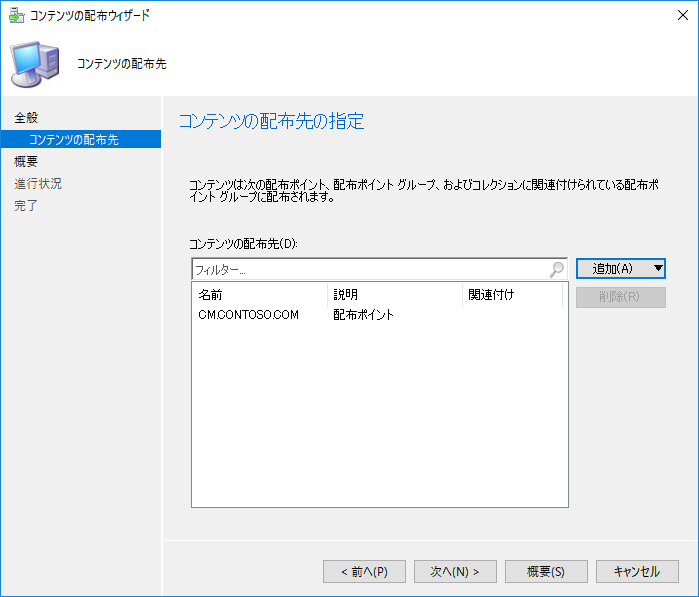 コンテンツの配布ウィザード
コンテンツの配布先
全般
コンテンツの配布先
概要
進行状況
完了
コンテンツの配布先の指定
コンテンツは次の配布ポイント、配布ポイント グループ、およびコレクションに関連付けられている配布ポ
イント グループに配布されます。
コンテンツの配布先(D):
フィルター...
追加(A)
削除(R)
名前 説明 関連付け
CM.CONTOSO.COM 配布ポイント
< 前へ(P) 次へ(N) > 概要(S) キャンセル